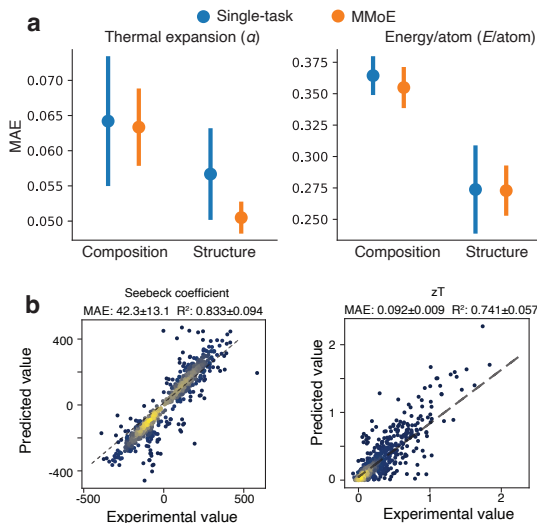 a
Single-task MMoE
Thermal expansion (α) Energy/atom (E/atom)
MAE
0.070
0.065
0.060
0.055
0.050
Composition Structure
0.375
0.350
0.325
0.300
0.275
0.250
Composition Structure
b
Seebeck coefficient
MAE: 42.3±13.1 R²: 0.833±0.094
Predicted value
400
0
-400
-500 0 500
Experimental value
zT
MAE: 0.092±0.009 R²: 0.741±0.057
Predicted value
2
1
0
0 1 2
Experimental value